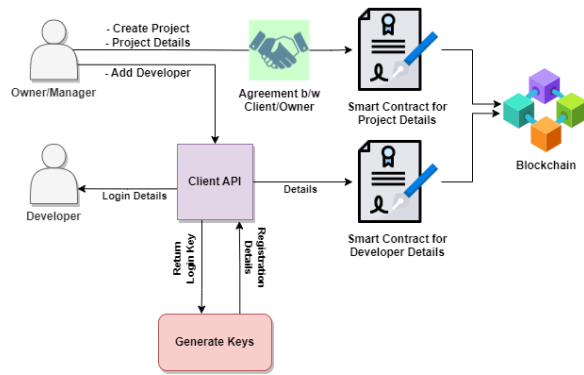 - Create Project
- Project Details
- Add Developer
Owner/Manager
Agreement b/w
Client/Owner
Smart Contract for
Project Details
Blockchain
Client API
Login Details
Details
Developer
Smart Contract for
Developer Details
Return
Login Key
Registration
Details
Generate Keys